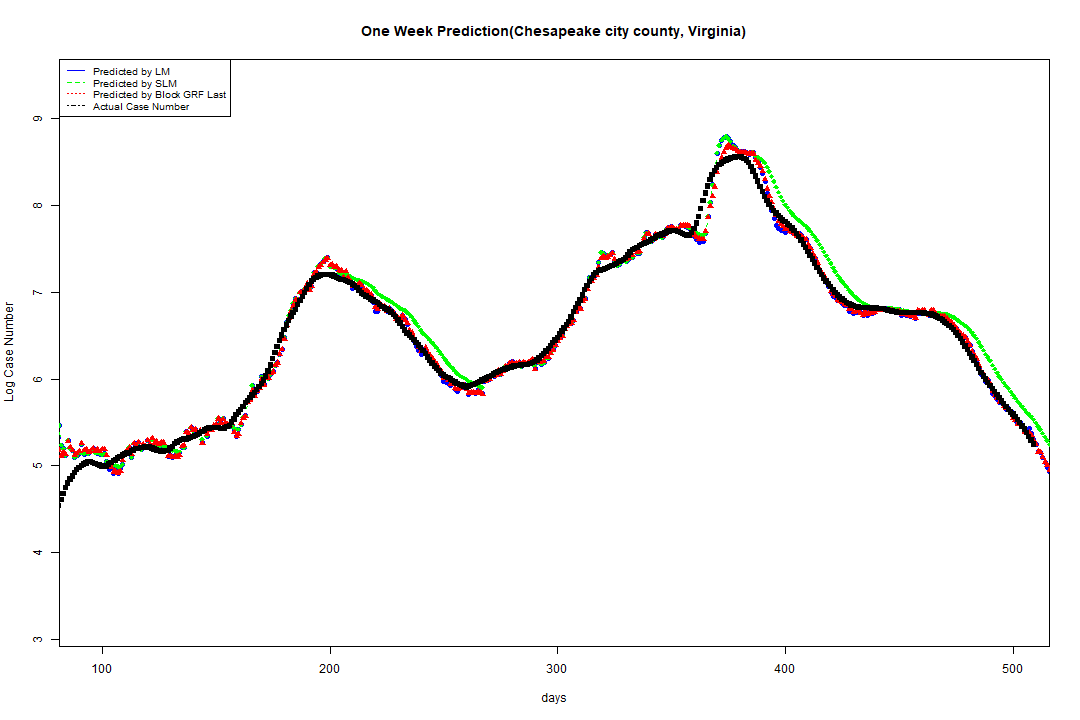 One Week Prediction(Chesapeake city county, Virginia)
Predicted by LM
Predicted by SLM
Predicted by Block GRF Last
Actual Case Number
9
8
7
6
5
4
3
Log Case Number
100 200 300 400 500
days